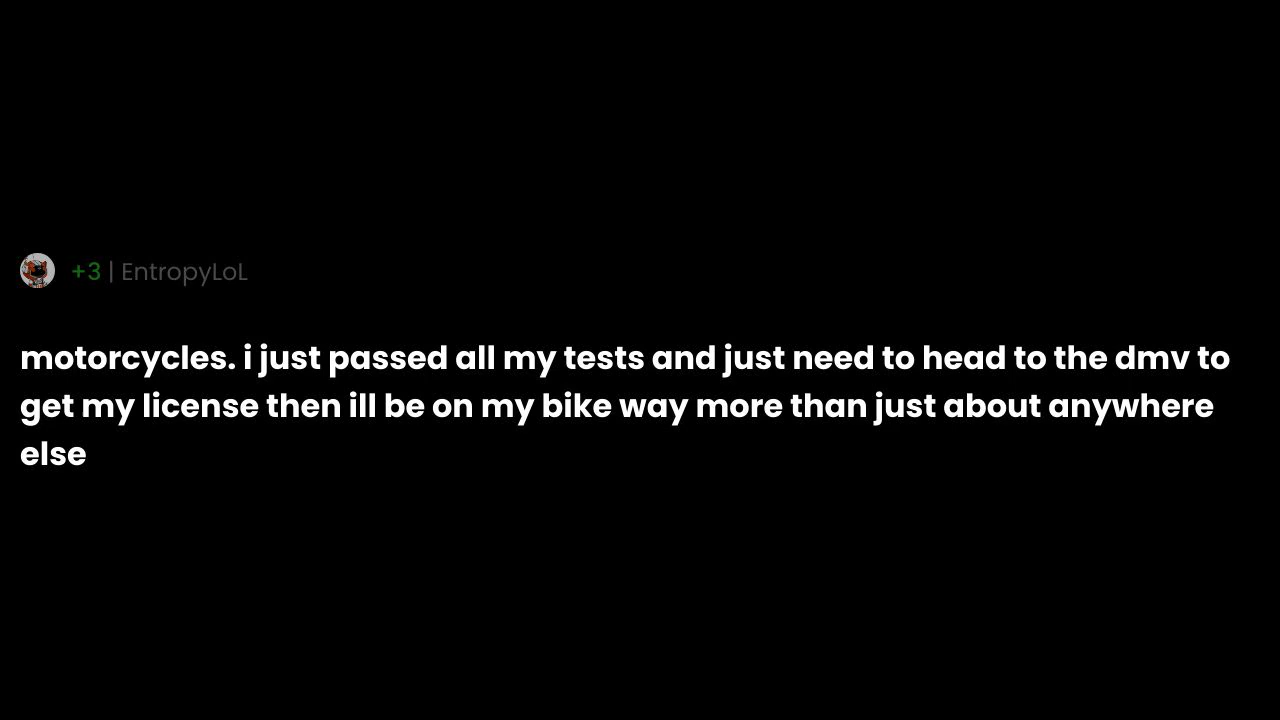 +3 | EntropyLoL
motorcycles. i just passed all my tests and just need to head to the dmv to
get my license then ill be on my bike way more than just about anywhere
else